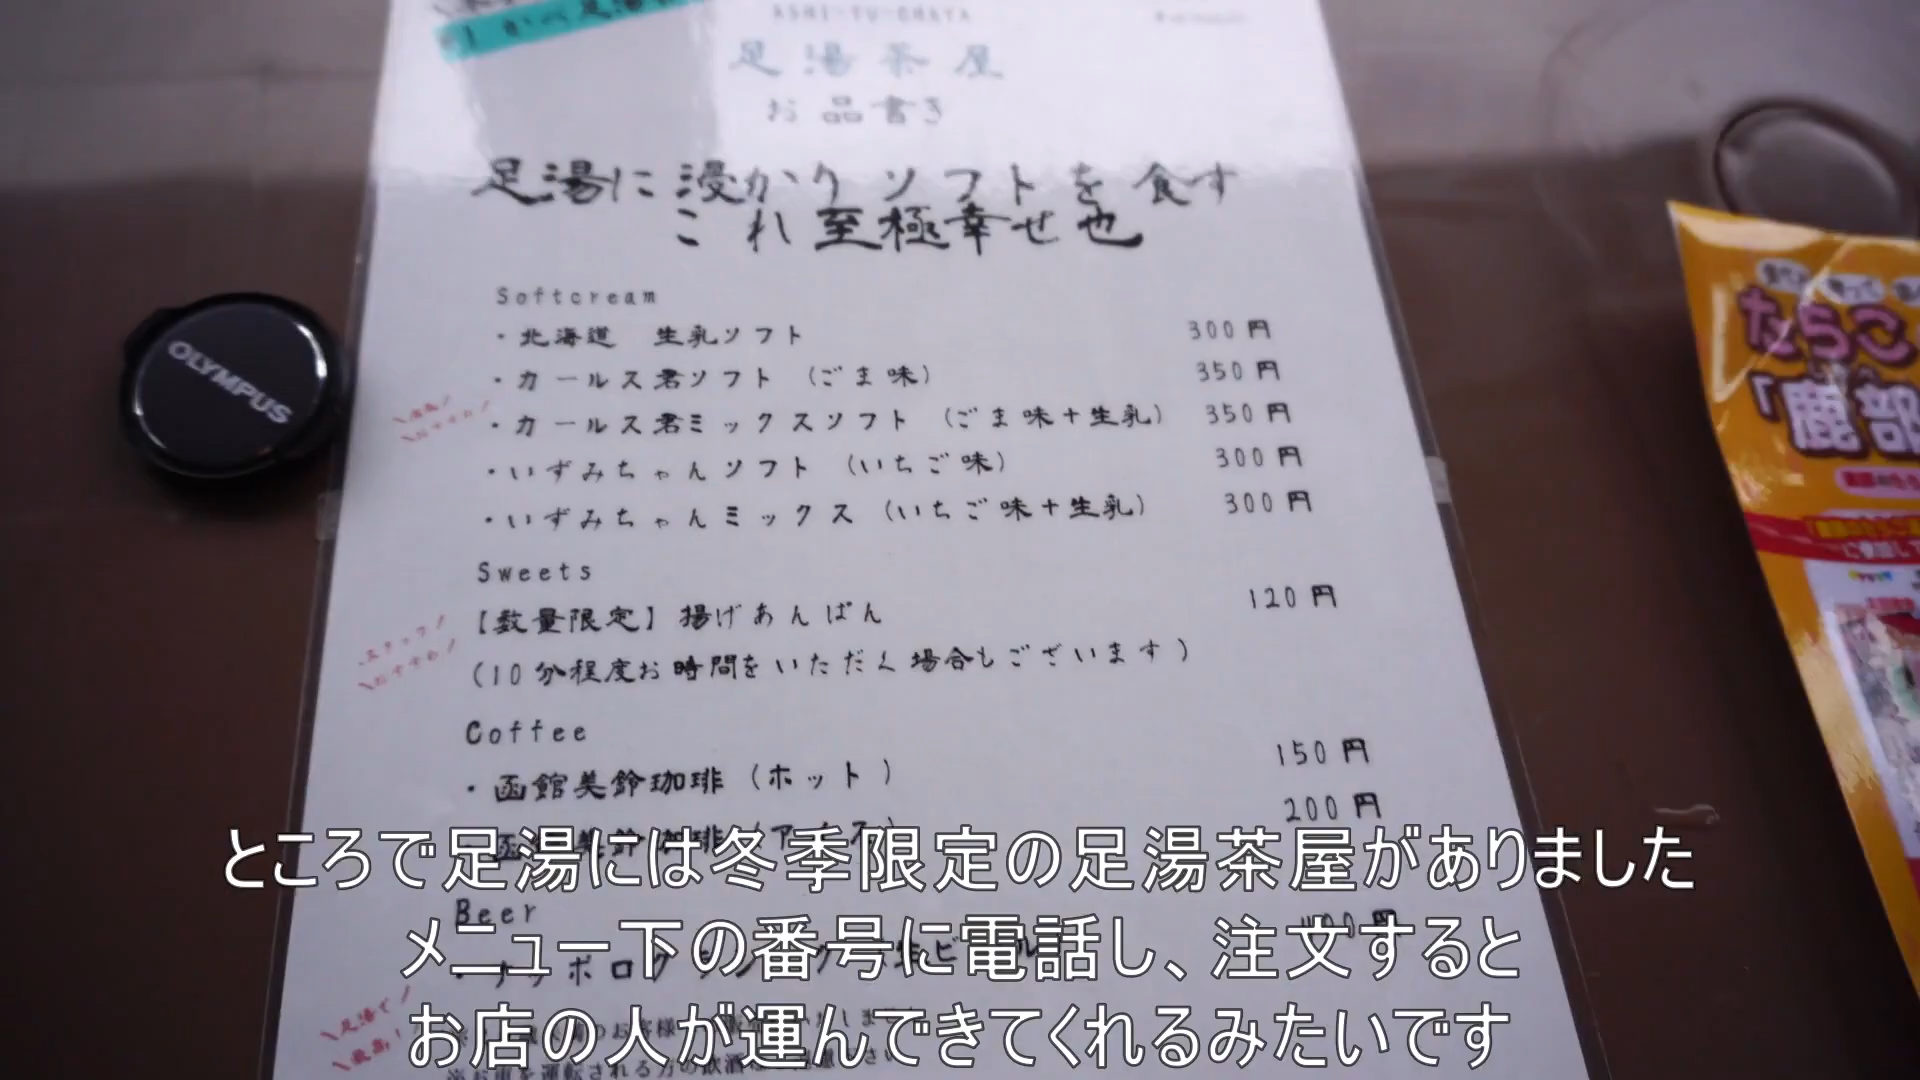 ASHI-YU-CHAYA
足湯茶屋
お品書き
足湯に浸かりソフトを食す
これ至極幸せ也
Softcream
・北海道 生乳ソフト 300円
・カールス君ソフト (ごま味) 350円
・カールス君ミックスソフト (ごま味+生乳) 350円
・いずみちゃんソフト (いちご味) 300円
・いずみちゃんミックス (いちご味+生乳) 300円
Sweets
【数量限定】揚げあんぱん 120円
(10分程度お時間をいただく場合もございます)
Coffee
・函館美鈴珈琲 (ホット) 150円
200円
Beer
\足湯で/
\最高!/
OLYMPUS
たらこ
「鹿部
ところで足湯には冬季限定の足湯茶屋がありました
メニュー下の番号に電話し、注文すると
お店の人が運んできてくれるみたいです